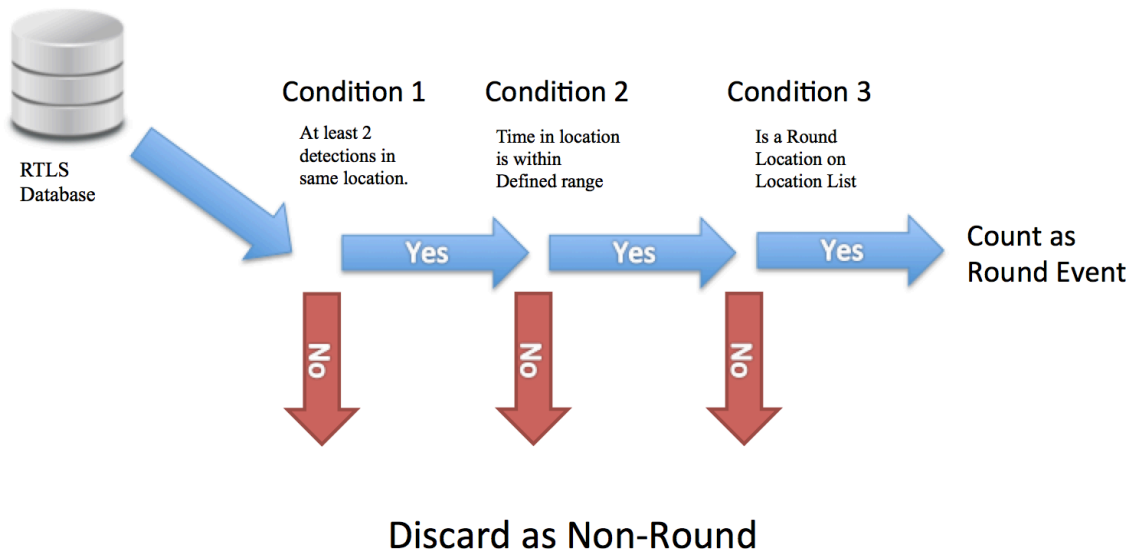 RTLS
Database
Condition 1
At least 2
detections in
same location.
Condition 2
Time in location
is within
Defined range
Condition 3
Is a Round
Location on
Location List
Yes
Yes
Yes
Count as
Round Event
No
No
No
Discard as Non-Round